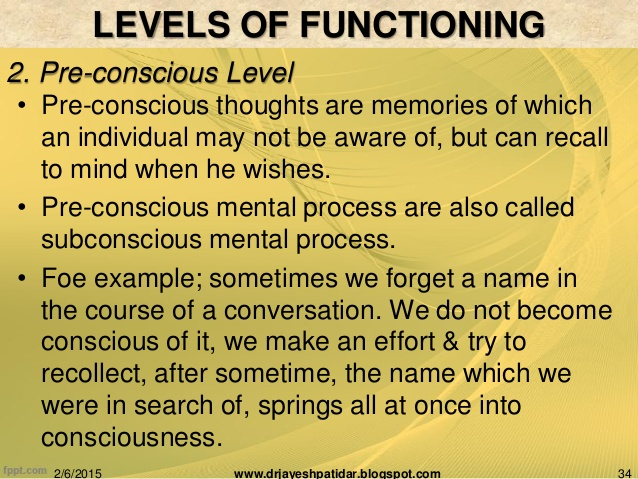 LEVELS OF FUNCTIONING
2. Pre-conscious Level
• Pre-conscious thoughts are memories of which
an individual may not be aware of, but can recall
to mind when he wishes.
• Pre-conscious mental process are also called
subconscious mental process.
• Foe example; sometimes we forget a name in
the course of a conversation. We do not become
conscious of it, we make an effort & try to
recollect, after sometime, the name which we
were in search of, springs all at once into
consciousness.
fppt.com 2/6/2015 www.drjayeshpatidar.blogspot.com 34